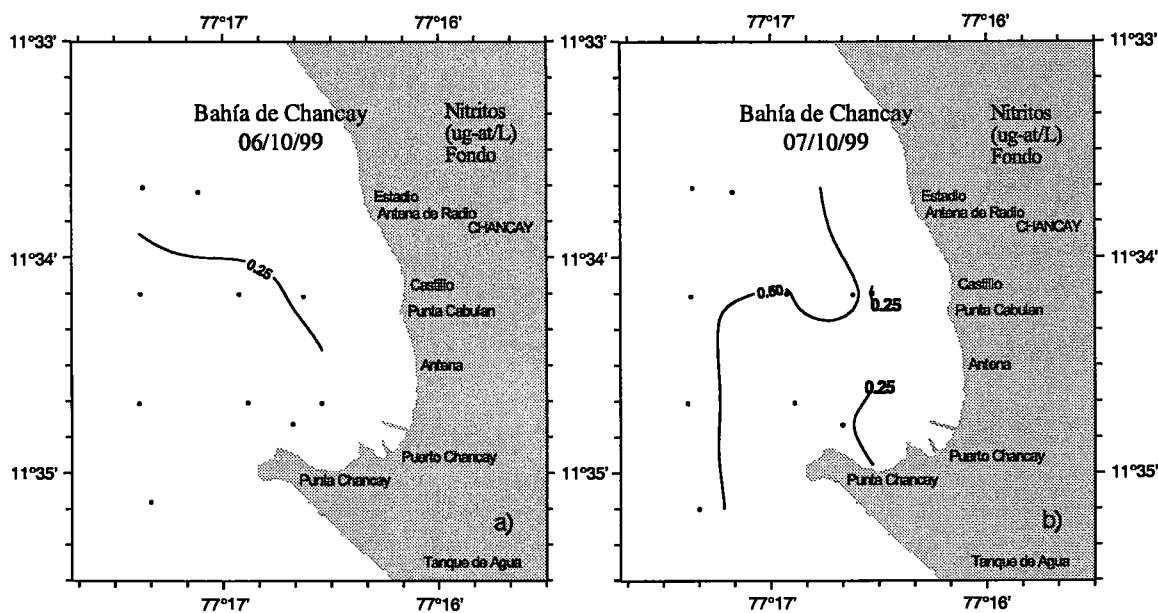 77°17'
77°16'
11°33'
Bahía de Chancay
06/10/99
Nitritos
(ug-at/L)
Fondo
Estadio
Antena de Radio
CHANCAY
11°34'
0.25
Castillo
Punta Cabulan
Antena
Puerto Chancay
11°35'
Punta Chancay
a)
Tanque de Agua
77°17'
77°16'
77°17'
77°16'
11°33'
Bahía de Chancay
07/10/99
Nitritos
(ug-at/L)
Fondo
Estadio
Antena de Radio
CHANCAY
11°34'
Castillo
0.50
0.25
Punta Cabulan
Antena
0.25
Puerto Chancay
11°35'
Punta Chancay
b)
Tanque de Agua
77°17'
77°16'
11°33'
11°34'
11°35'